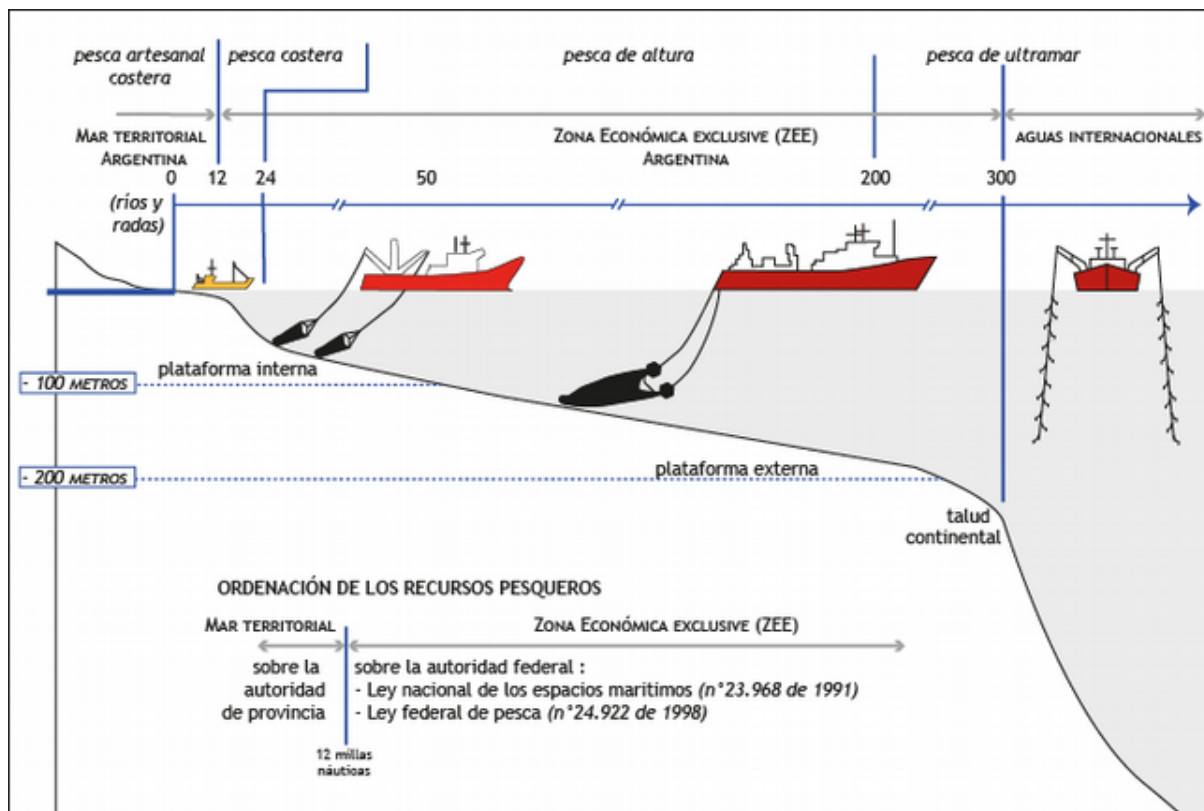 pesca artesanal
costera
pesca costera
pesca de altura
pesca de ultramar
MAR TERRITORIAL
ARGENTINA
ZONA ECONÓMICA EXCLUSIVE (ZEE)
ARGENTINA
AGUAS INTERNACIONALES
0 12 24 50 200 300
(ríos y
radas)
plataforma interna
- 100 METROS
plataforma externa
- 200 METROS
talud
continental
ORDENACIÓN DE LOS RECURSOS PESQUEROS
MAR TERRITORIAL
ZONA ECONÓMICA EXCLUSIVE (ZEE)
sobre la
autoridad
de provincia
sobre la autoridad federal :
- Ley nacional de los espacios maritimos (n°23.968 de 1991)
- Ley federal de pesca (n°24.922 de 1998)
12 millas
náuticas